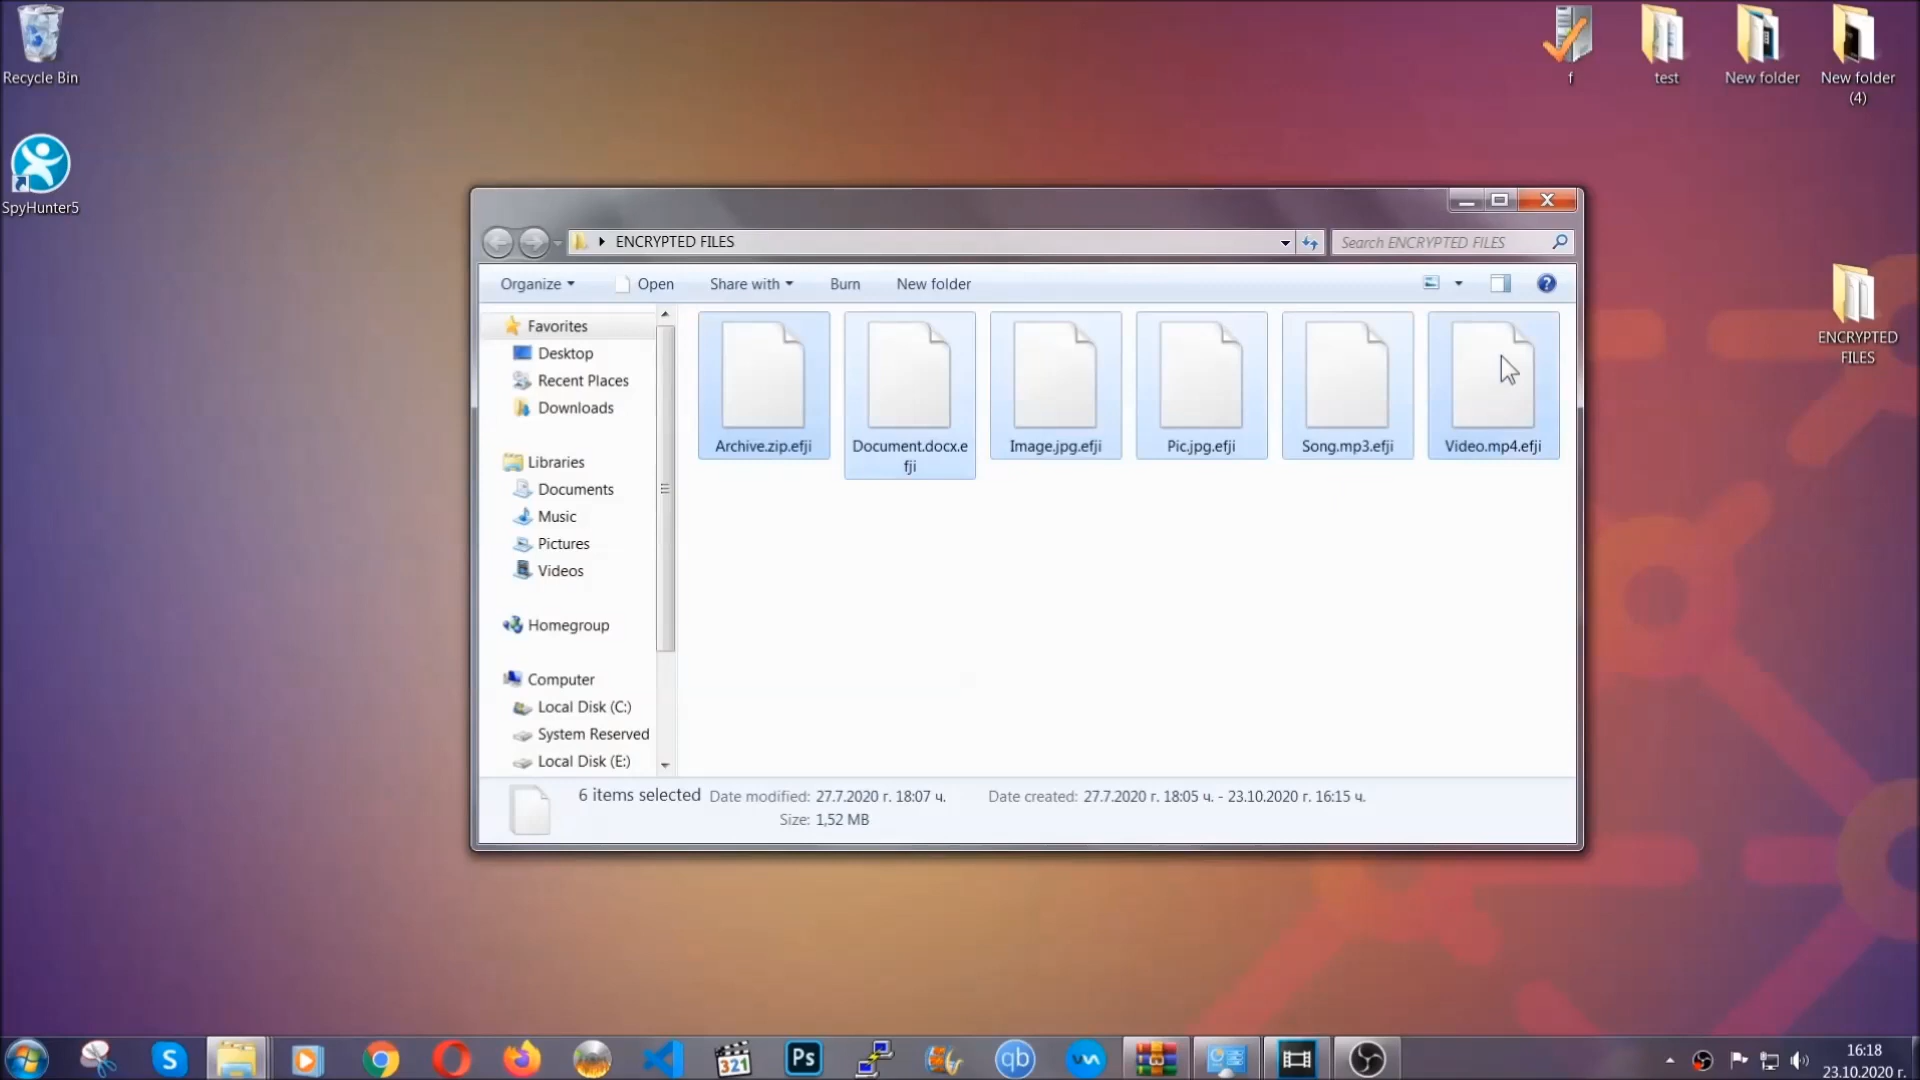 Recycle Bin
SpyHunter5
f
test
New folder
New folder
(4)
ENCRYPTED
FILES
ENCRYPTED FILES
Search ENCRYPTED FILES
Organize
Open
Share with
Burn
New folder
Favorites
Desktop
Recent Places
Downloads
Libraries
Documents
Music
Pictures
Videos
Homegroup
Computer
Local Disk (C:)
System Reserved
Local Disk (E:)
Archive.zip.efji
Document.docx.e
fji
Image.jpg.efji
Pic.jpg.efji
Song.mp3.efji
Video.mp4.efji
6 items selected Date modified: 27.7.2020 г. 18:07 ч. Date created: 27.7.2020 г. 18:05 ч. - 23.10.2020 г. 16:15 ч.
Size: 1,52 MB
S
321
Ps
qb
16:18
23.10.2020 г.